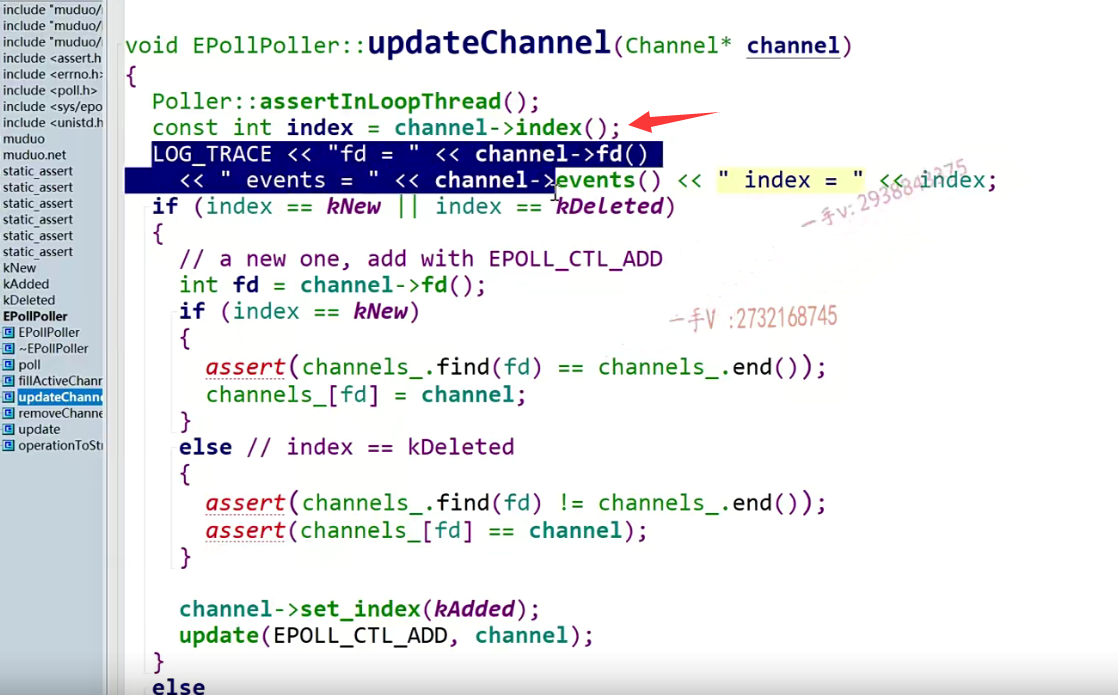 include "muduo/
include "muduo/
include "muduo/
include <assert.h
include <errno.h>
include <poll.h>
include <sys/epo
include <unistd.h
muduo
muduo.net
static_assert
static_assert
static_assert
static_assert
static_assert
static_assert
kNew
kAdded
kDeleted
EPollPoller
EPollPoller
~EPollPoller
poll
fillActiveChann
updateChanne
removeChanne
update
operationToStr
void EPollPoller::updateChannel(Channel* channel)
{
Poller::assertInLoopThread();
const int index = channel->index();
LOG_TRACE << "fd = " << channel->fd()
<< " events = " << channel->events() << " index = " << index;
if (index == kNew || index == kDeleted)
{
// a new one, add with EPOLL_CTL_ADD
int fd = channel->fd();
if (index == kNew)
{
assert(channels_.find(fd) == channels_.end());
channels_[fd] = channel;
}
else // index == kDeleted
{
assert(channels_.find(fd) != channels_.end());
assert(channels_[fd] == channel);
}
channel->set_index(kAdded);
update(EPOLL_CTL_ADD, channel);
}
else
一手v:
一手V :2732168745